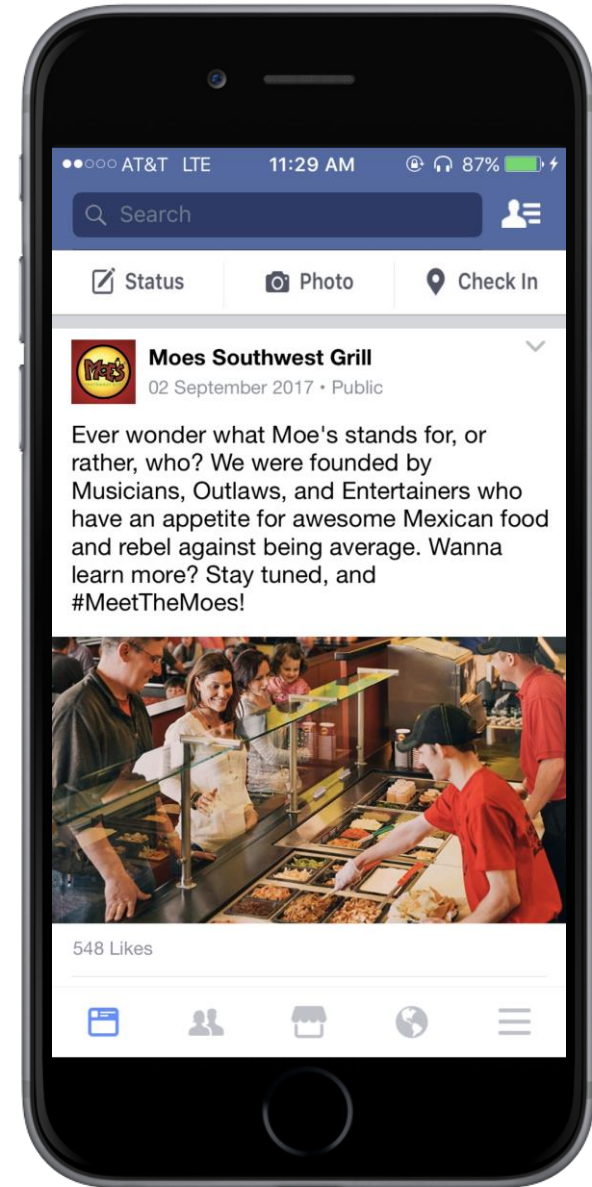 AT&T LTE 11:29 AM 87%
Search
Status Photo Check In
MOE'S
Moes Southwest Grill
02 September 2017 • Public
Ever wonder what Moe's stands for, or
rather, who? We were founded by
Musicians, Outlaws, and Entertainers who
have an appetite for awesome Mexican food
and rebel against being average. Wanna
learn more? Stay tuned, and
#MeetTheMoes!
548 Likes